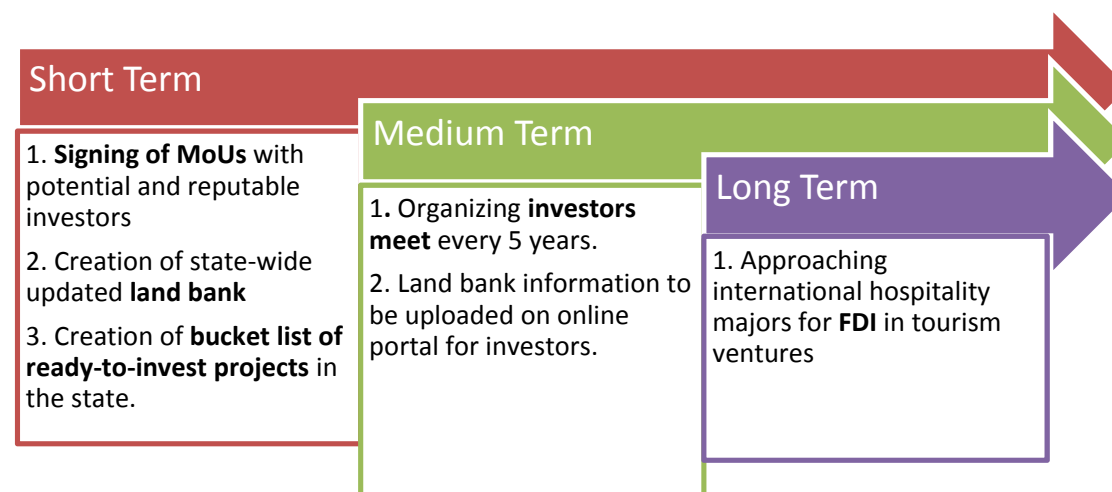 Short Term
1. Signing of MoUs with
potential and reputable
investors
2. Creation of state-wide
updated land bank
3. Creation of bucket list of
ready-to-invest projects in
the state.
Medium Term
1. Organizing investors
meet every 5 years.
2. Land bank information to
be uploaded on online
portal for investors.
Long Term
1. Approaching
international hospitality
majors for FDI in tourism
ventures